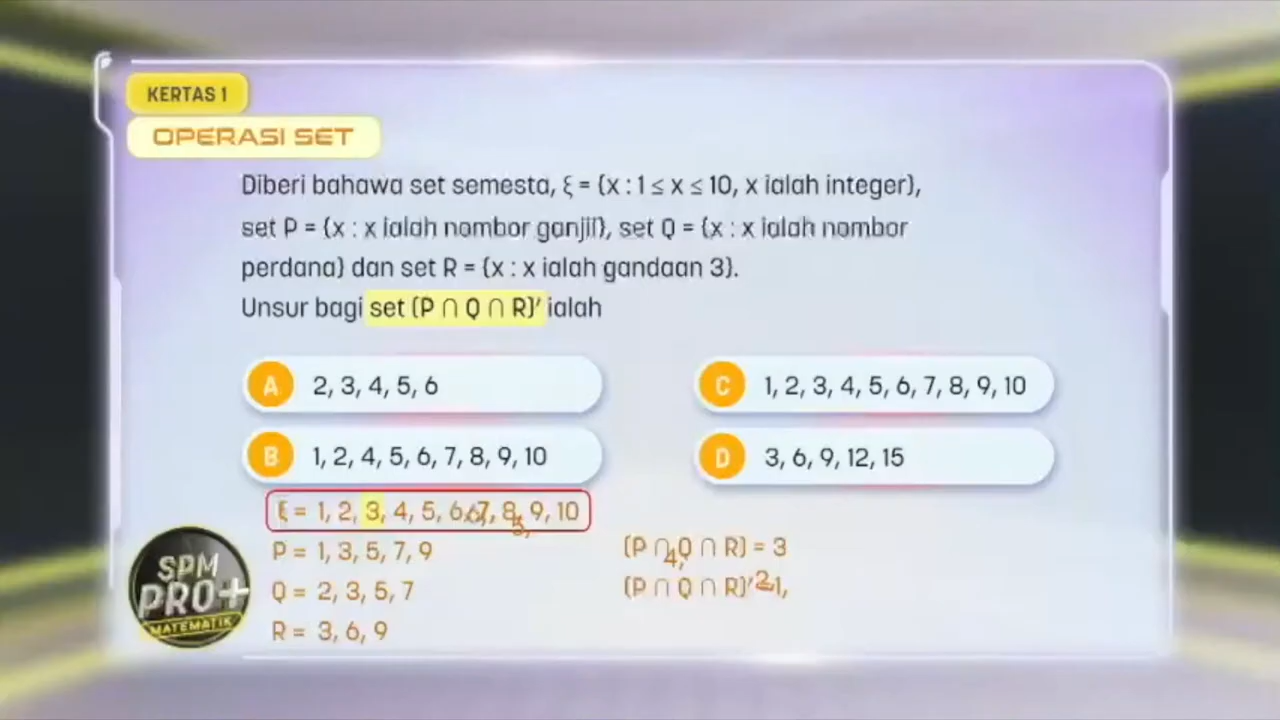 KERTAS 1
OPERASI SET
Diberi bahawa set semesta, ξ = {x : 1 ≤ x ≤ 10, x ialah integer},
set P = {x : x ialah nombor ganjil}, set Q = {x : x ialah nombor
perdana} dan set R = {x : x ialah gandaan 3}.
Unsur bagi set (P ∩ Q ∩ R)′ ialah
A 2, 3, 4, 5, 6
B 1, 2, 4, 5, 6, 7, 8, 9, 10
C 1, 2, 3, 4, 5, 6, 7, 8, 9, 10
D 3, 6, 9, 12, 15
ξ = 1, 2, 3, 4, 5, 6, 7, 8, 9, 10
P = 1, 3, 5, 7, 9
Q = 2, 3, 5, 7
R = 3, 6, 9
(P ∩ Q ∩ R) = 3
(P ∩ Q ∩ R)′ 1,
SPM
PRO+
MATEMATIK